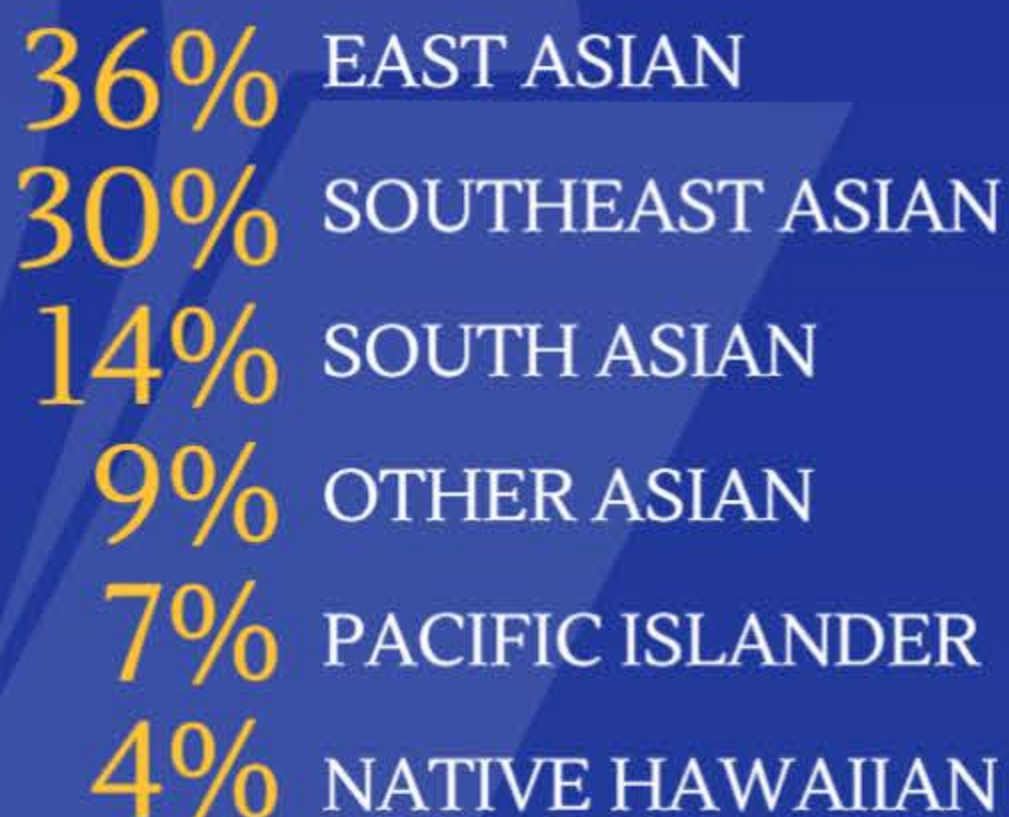 36% EAST ASIAN
30% SOUTHEAST ASIAN
14% SOUTH ASIAN
9% OTHER ASIAN
7% PACIFIC ISLANDER
4% NATIVE HAWAIIAN